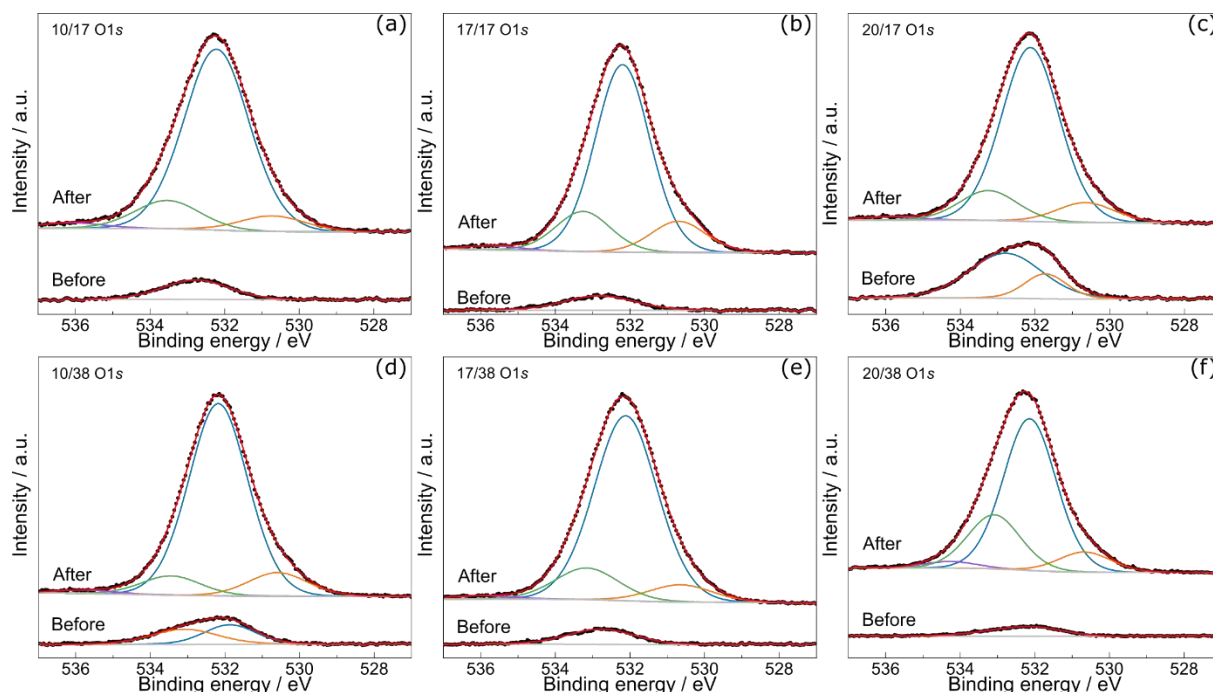 10/17 O1s
(a)
Intensity / a.u.
After
Before
536 534 532 530 528
Binding energy / eV
17/17 O1s
(b)
Intensity / a.u.
After
Before
536 534 532 530 528
Binding energy / eV
20/17 O1s
(c)
Intensity / a.u.
After
Before
536 534 532 530 528
Binding energy / eV
10/38 O1s
(d)
Intensity / a.u.
After
Before
536 534 532 530 528
Binding energy / eV
17/38 O1s
(e)
Intensity / a.u.
After
Before
536 534 532 530 528
Binding energy / eV
20/38 O1s
(f)
Intensity / a.u.
After
Before
536 534 532 530 528
Binding energy / eV